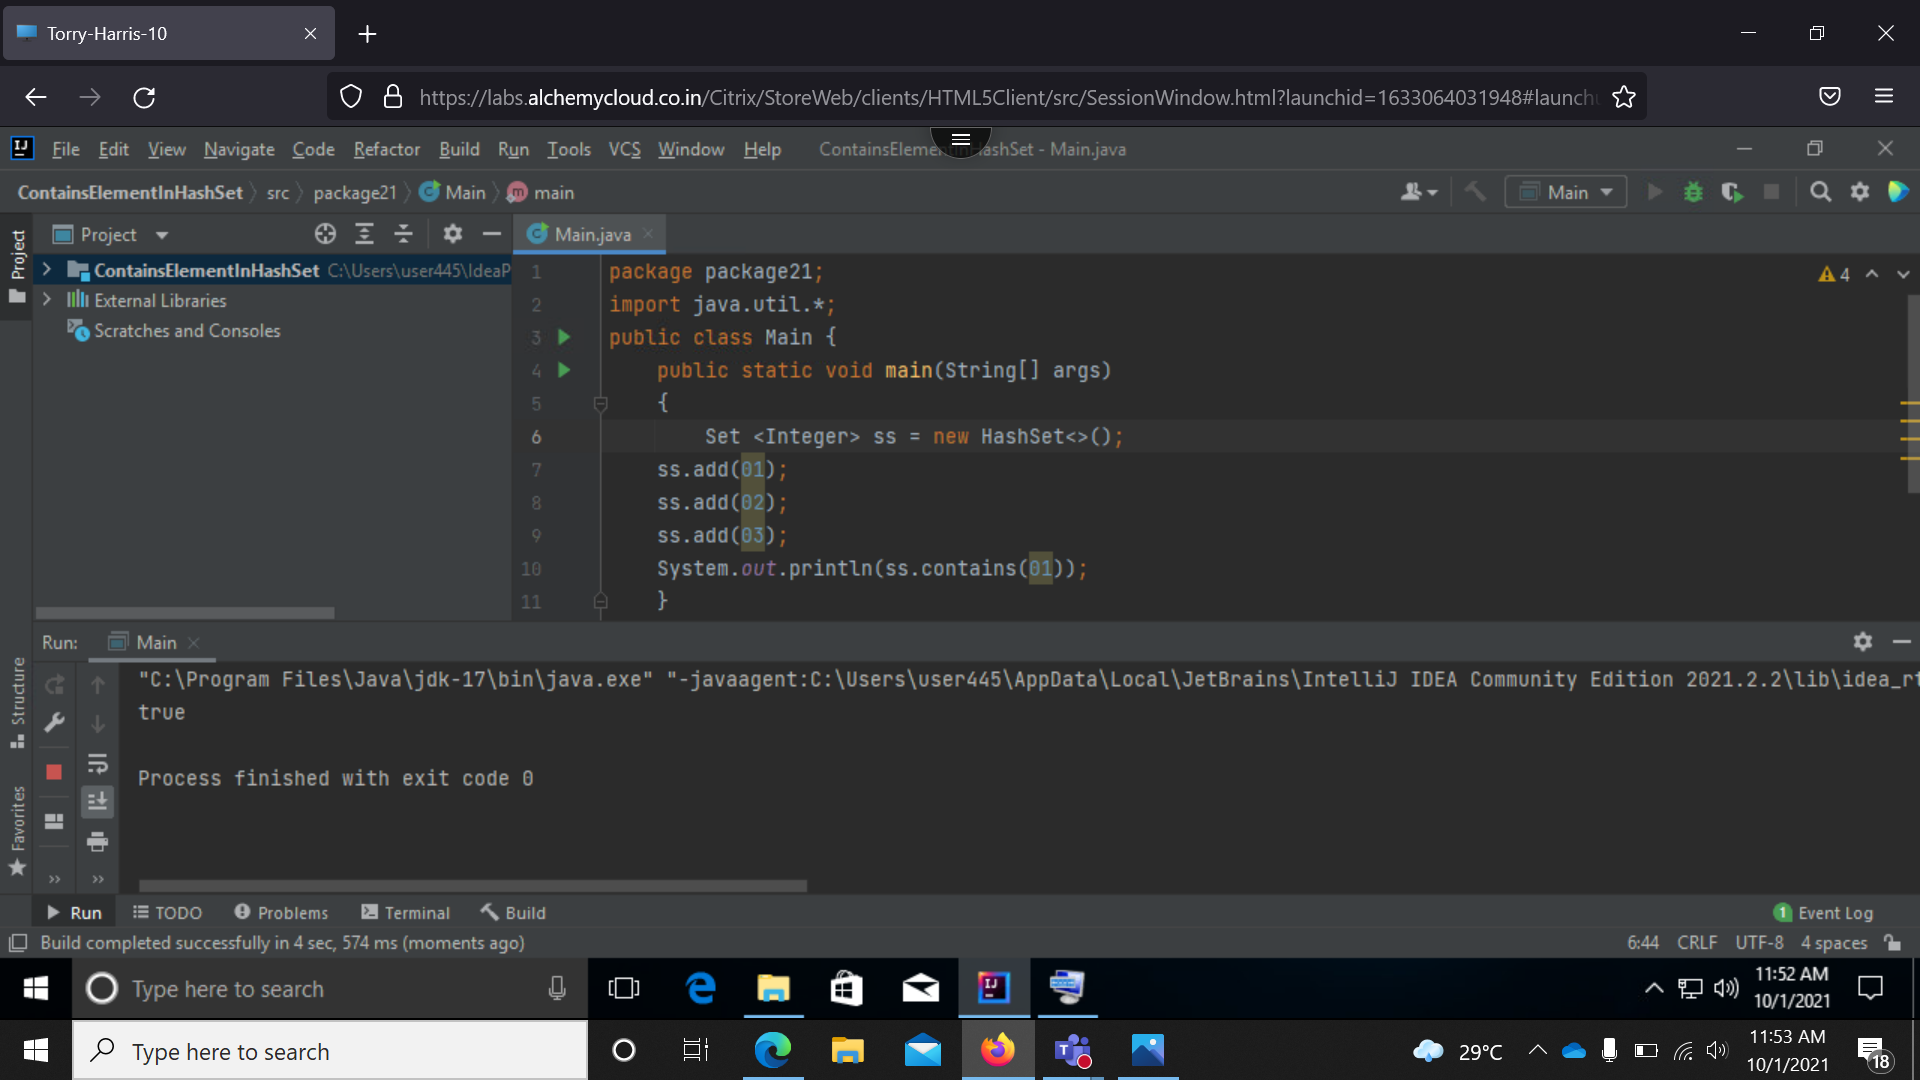 Torry-Harris-10
https://labs.alchemycloud.co.in/Citrix/StoreWeb/clients/HTML5Client/src/SessionWindow.html?launchid=1633064031948#launch
File Edit View Navigate Code Refactor Build Run Tools VCS Window Help ContainsElementInHashSet - Main.java
ContainsElementInHashSet src package21 Main main
Main
Project
Project
Main.java
ContainsElementInHashSet C:\Users\user445\IdeaP
External Libraries
Scratches and Consoles
4
1 package package21;
2 import java.util.*;
3 public class Main {
4 public static void main(String[] args)
5 {
6 Set <Integer> ss = new HashSet<>();
7 ss.add(01);
8 ss.add(02);
9 ss.add(03);
10 System.out.println(ss.contains(01));
11 }
Run: Main
"C:\Program Files\Java\jdk-17\bin\java.exe" "-javaagent:C:\Users\user445\AppData\Local\JetBrains\IntelliJ IDEA Community Edition 2021.2.2\lib\idea_rt
true
Process finished with exit code 0
Structure
Favorites
Run TODO Problems Terminal Build
1 Event Log
Build completed successfully in 4 sec, 574 ms (moments ago)
6:44 CRLF UTF-8 4 spaces
Type here to search
11:52 AM
10/1/2021
Type here to search
29°C
11:53 AM
10/1/2021
18